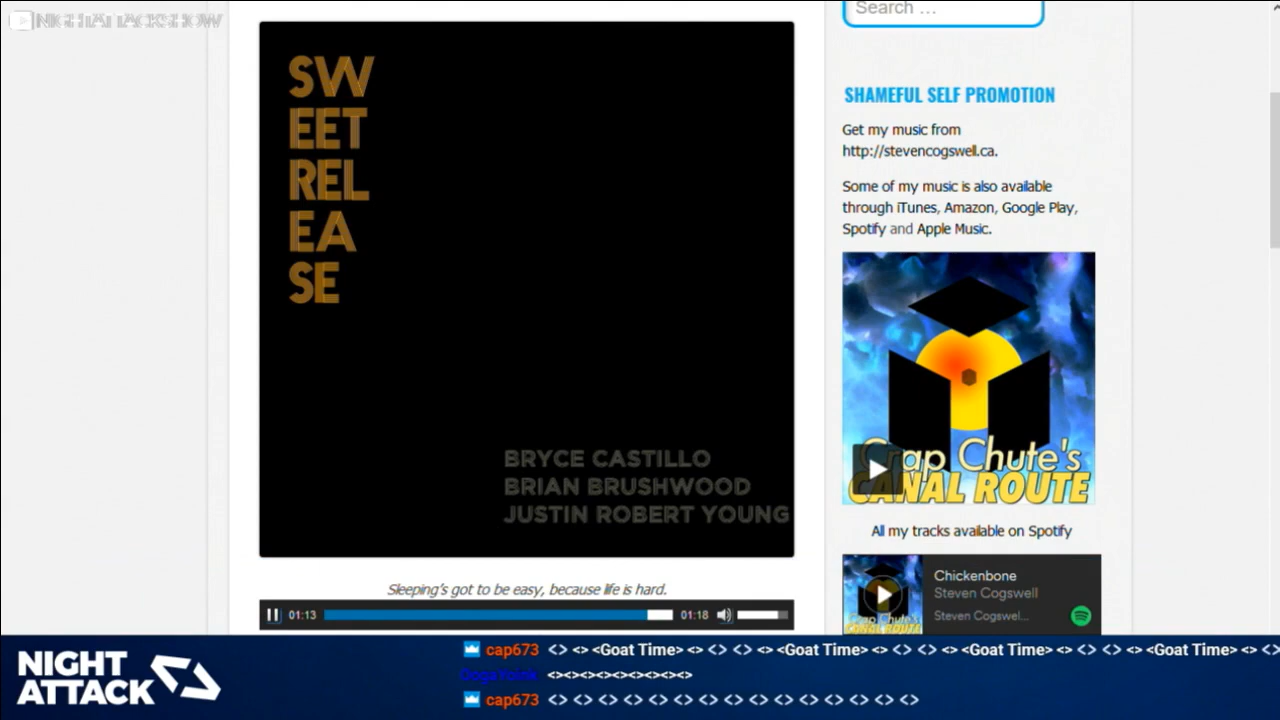 NIGHTATTACKSHOW
Search …
SW
EET
REL
EA
SE
BRYCE CASTILLO
BRIAN BRUSHWOOD
JUSTIN ROBERT YOUNG
Sleeping's got to be easy, because life is hard.
01:13
01:18
SHAMEFUL SELF PROMOTION
Get my music from
http://stevencogswell.ca.
Some of my music is also available
through iTunes, Amazon, Google Play,
Spotify and Apple Music.
Crap Chute's
CANAL ROUTE
All my tracks available on Spotify
Chickenbone
Steven Cogswell
Steven Cogswel...
NIGHT
ATTACK
cap673 <> <> <Goat Time> <> <> <> <> <Goat Time> <> <> <> <> <Goat Time> <> <> <> <> <Goat Time> <> <>
<><><><><><><><><>
cap673 <> <> <> <> <> <> <> <> <> <> <> <> <> <> <>